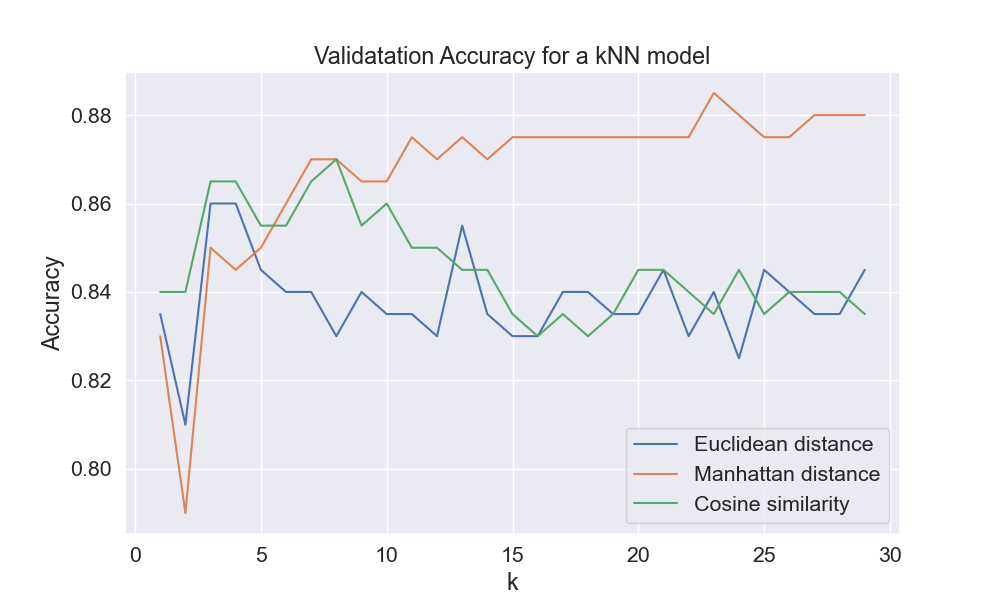 Validatation Accuracy for a kNN model
Accuracy
0.88
0.86
0.84
0.82
0.80
0
5
10
15
20
25
30
k
Euclidean distance
Manhattan distance
Cosine similarity